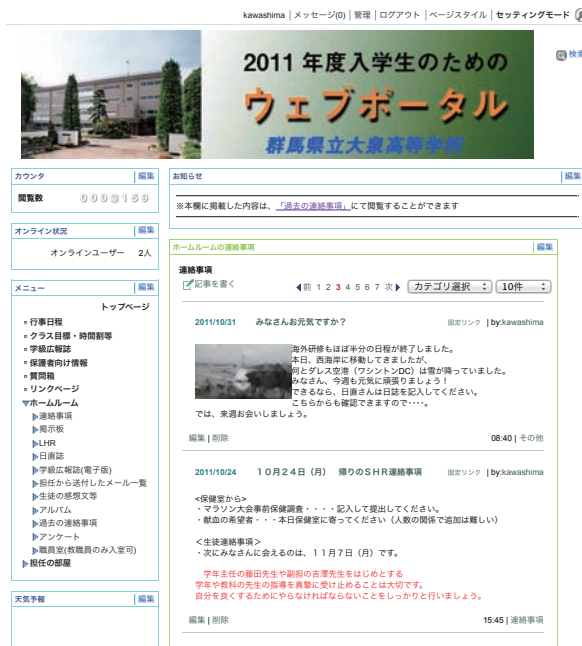 kawashima | メッセージ(0) | 管理 | ログアウト | ページスタイル | セッティングモード
2011 年度入学生のための
ウェブポータル
群馬県立大泉高等学校
検索
カウンタ | 編集
閲覧数 0003159
オンライン状況 | 編集
オンラインユーザー 2人
メニュー | 編集
トップページ
行事日程
クラス目標・時間割等
学級広報誌
保護者向け情報
質問箱
リンクページ
▼ホームルーム
▶連絡事項
▶掲示板
▶LHR
▶日直誌
▶学級広報誌(電子版)
▶担任から送付したメール一覧
▶生徒の感想文等
▶アルバム
▶過去の連絡事項
▶アンケート
▶職員室(教職員のみ入室可)
▶担任の部屋
天気予報 | 編集
お知らせ | 編集
※本欄に掲載した内容は、「過去の連絡事項」にて閲覧することができます
ホームルームの連絡事項 | 編集
連絡事項
記事を書く ◀前 1 2 3 4 5 6 7 次▶ カテゴリ選択 10件
2011/10/31 みなさんお元気ですか？ 固定リンク | by:kawashima
海外研修もほぼ半分の日程が終了しました。
本日、西海岸に移動してきましたが、
何とダレス空港（ワシントンDC）は雪が降っていました。
みなさん、今週も元気に頑張りましょう！
できるなら、日直さんは日誌を記入してください。
こちらからも確認できますので・・・・。
では、来週お会いしましょう。
編集 | 削除 08:40 | その他
2011/10/24 １０月２４日（月） 帰りのＳＨＲ連絡事項 固定リンク | by:kawashima
<保健室から>
・マラソン大会事前保健調査・・・・記入して提出してください。
・献血の希望者・・・本日保健室に寄ってください（人数の関係で追加は難しい）
＜生徒連絡事項＞
・次にみなさんに会えるのは、１１月７日（月）です。
学年主任の藤田先生や副担の吉澤先生をはじめとする
学年や教科の先生の指導を真摯に受け止めることは大切です。
自分を良くするためにやらなければならないことをしっかりと行いましょう。
編集 | 削除 15:45 | 連絡事項